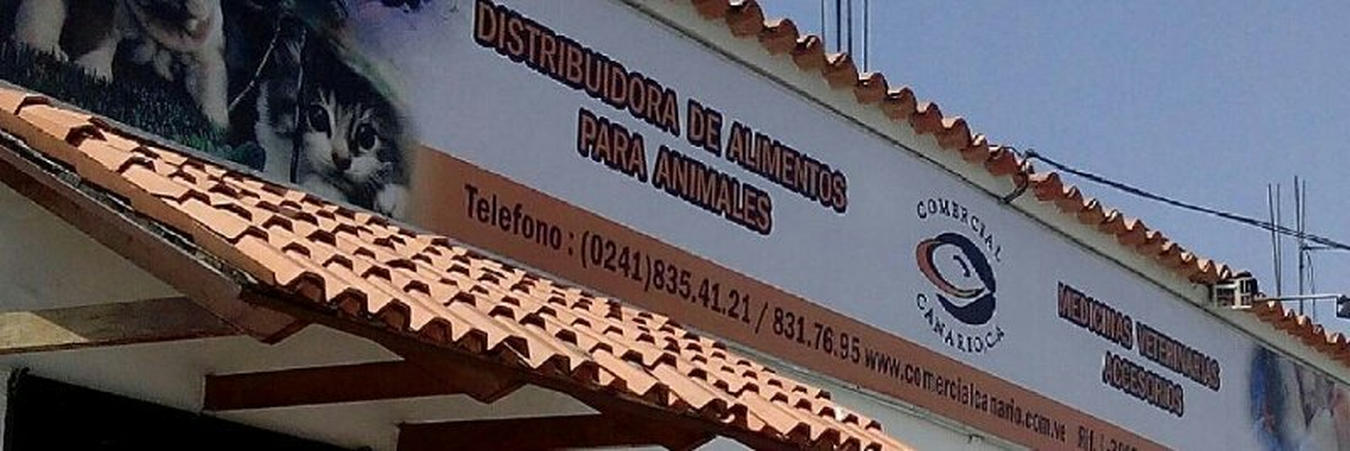 DISTRIBUIDORA DE ALIMENTOS
PARA ANIMALES
Telefono : (0241)835.41.21 / 831.76.95 www.comercialcanario.com.ve Rif.
COMERCIAL
CANARIO,C.A
MEDICINAS VETERINARIAS
ACCESORIOS